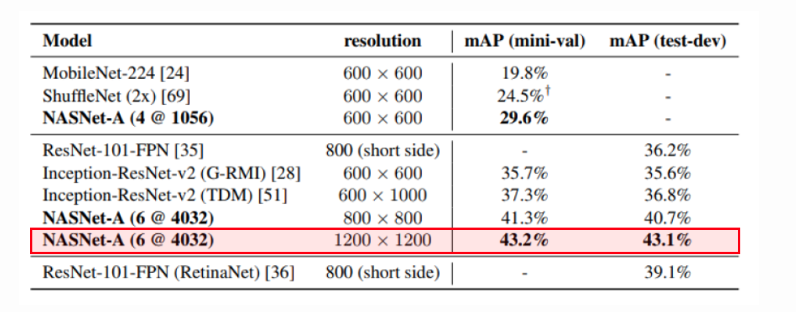 Model resolution mAP (mini-val) mAP (test-dev)
MobileNet-224 [24] 600 × 600 19.8% -
ShuffleNet (2x) [69] 600 × 600 24.5%† -
NASNet-A (4 @ 1056) 600 × 600 29.6% -
ResNet-101-FPN [35] 800 (short side) - 36.2%
Inception-ResNet-v2 (G-RMI) [28] 600 × 600 35.7% 35.6%
Inception-ResNet-v2 (TDM) [51] 600 × 1000 37.3% 36.8%
NASNet-A (6 @ 4032) 800 × 800 41.3% 40.7%
NASNet-A (6 @ 4032) 1200 × 1200 43.2% 43.1%
ResNet-101-FPN (RetinaNet) [36] 800 (short side) - 39.1%